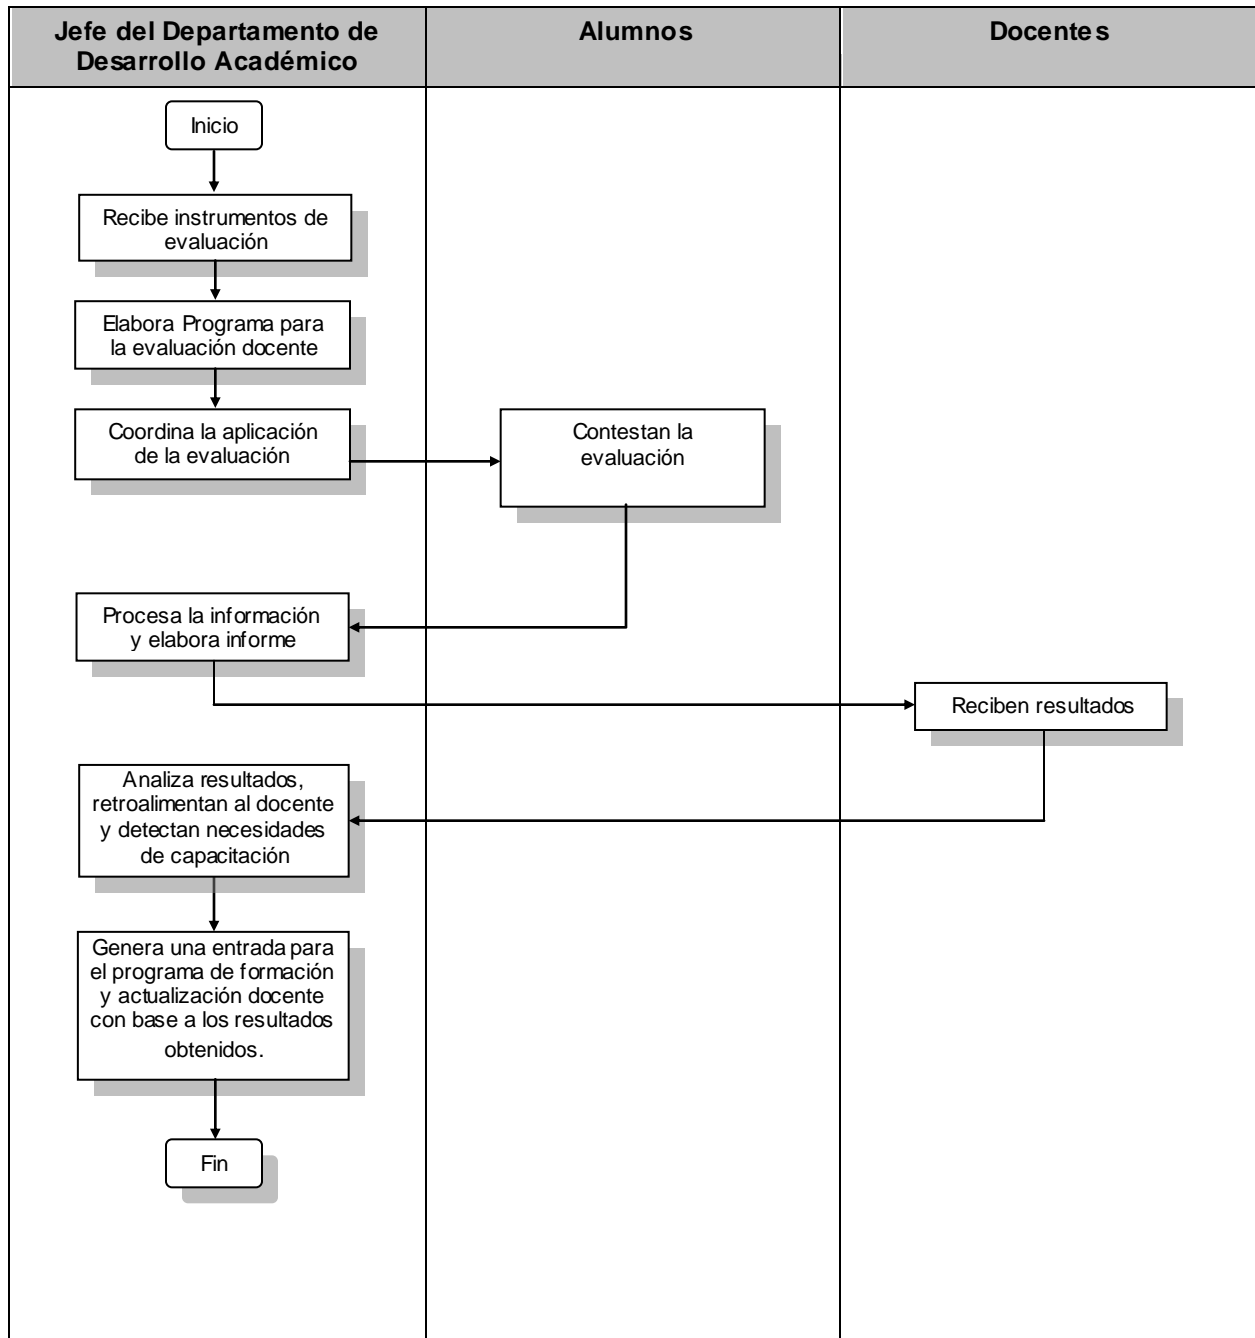 Jefe del Departamento de
Desarrollo Académico
Alumnos
Docentes
Inicio
Recibe instrumentos de
evaluación
Elabora Programa para
la evaluación docente
Coordina la aplicación
de la evaluación
Contestan la
evaluación
Procesa la información
y elabora informe
Reciben resultados
Analiza resultados,
retroalimentan al docente
y detectan necesidades
de capacitación
Genera una entrada para
el programa de formación
y actualización docente
con base a los resultados
obtenidos.
Fin